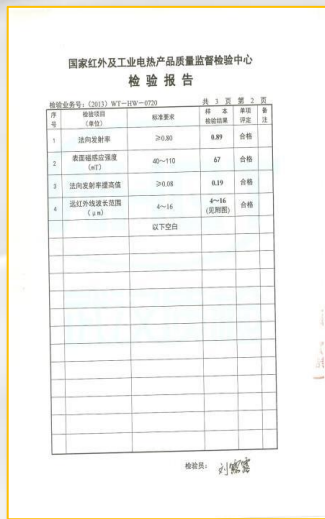 国家红外及工业电热产品质量监督检验中心
检 验 报 告
检验业务号：(2013) WT-HW-0720 共 3 页 第 2 页
序号 检验项目（单位） 标准要求 样本检验结果 单项评定 备注
1 法向发射率 ≥0.80 0.89 合格
2 表面磁感应强度（mT） 40～110 67 合格
3 法向发射率提高值 ≥0.08 0.19 合格
4 远红外线波长范围（μm） 4～16 4～16（见附图） 合格
以下空白
检验员：